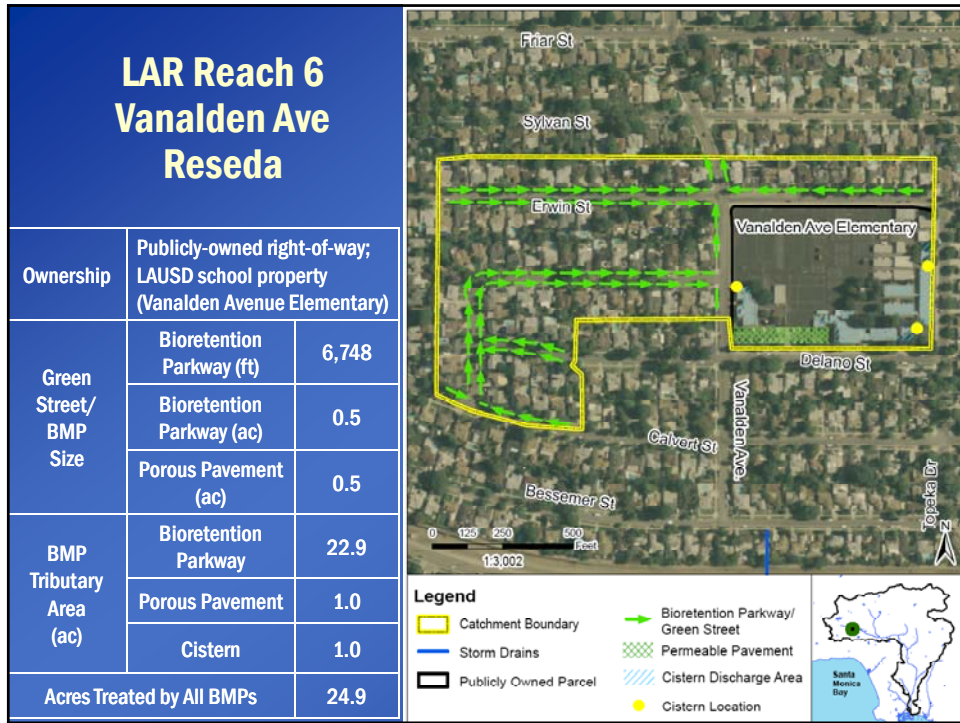 LAR Reach 6
Vanalden Ave
Reseda
Ownership
Publicly-owned right-of-way;
LAUSD school property
(Vanalden Avenue Elementary)
Green
Street/
BMP
Size
Bioretention
Parkway (ft)
6,748
Bioretention
Parkway (ac)
0.5
Porous Pavement
(ac)
0.5
BMP
Tributary
Area
(ac)
Bioretention
Parkway
22.9
Porous Pavement
1.0
Cistern
1.0
Acres Treated by All BMPs
24.9
Friar St
Sylvan St
Erwin St
Vanalden Ave Elementary
Delano St
Vanalden Ave.
Calvert St
Bessemer St
Topeka Dr
N
0 125 250 500
Feet
1:3,002
Legend
Catchment Boundary
Storm Drains
Publicly Owned Parcel
Bioretention Parkway/
Green Street
Permeable Pavement
Cistern Discharge Area
Cistern Location
Santa
Monica
Bay